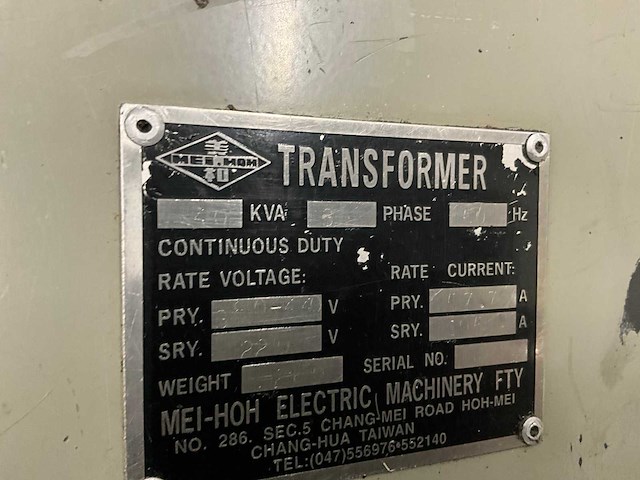 MEI-HOH
TRANSFORMER
KVA 3 PHASE Hz
CONTINUOUS DUTY
RATE VOLTAGE: RATE CURRENT:
PRY. V PRY. A
SRY. 220 V SRY. A
WEIGHT SERIAL NO.
MEI-HOH ELECTRIC MACHINERY FTY
NO. 286. SEC.5 CHANG-MEI ROAD HOH-MEI
CHANG-HUA TAIWAN
TEL:(047)556976•552140